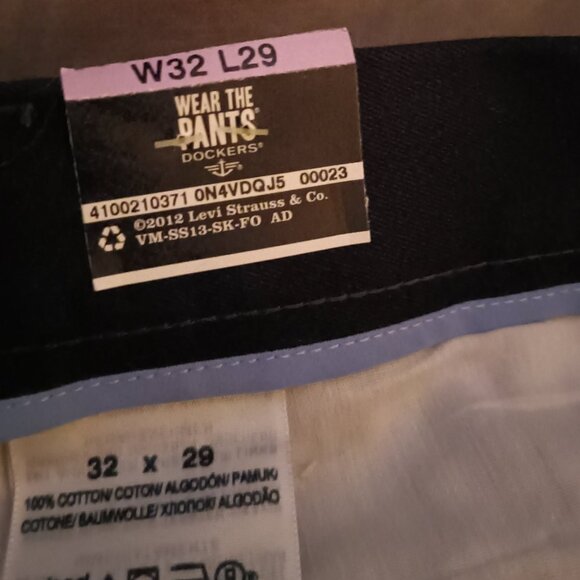 W32 L29
WEAR THE
PANTS®
DOCKERS®
4100210371 0N4VDQJ5 00023
©2012 Levi Strauss & Co.
VM-SS13-SK-FO AD
32 x 29
100% COTTON/ COTON/ ALGODÓN/ PAMUK/
COTONE/ BAUMWOLLE/ ХЛОПОК/ ALGODÃO